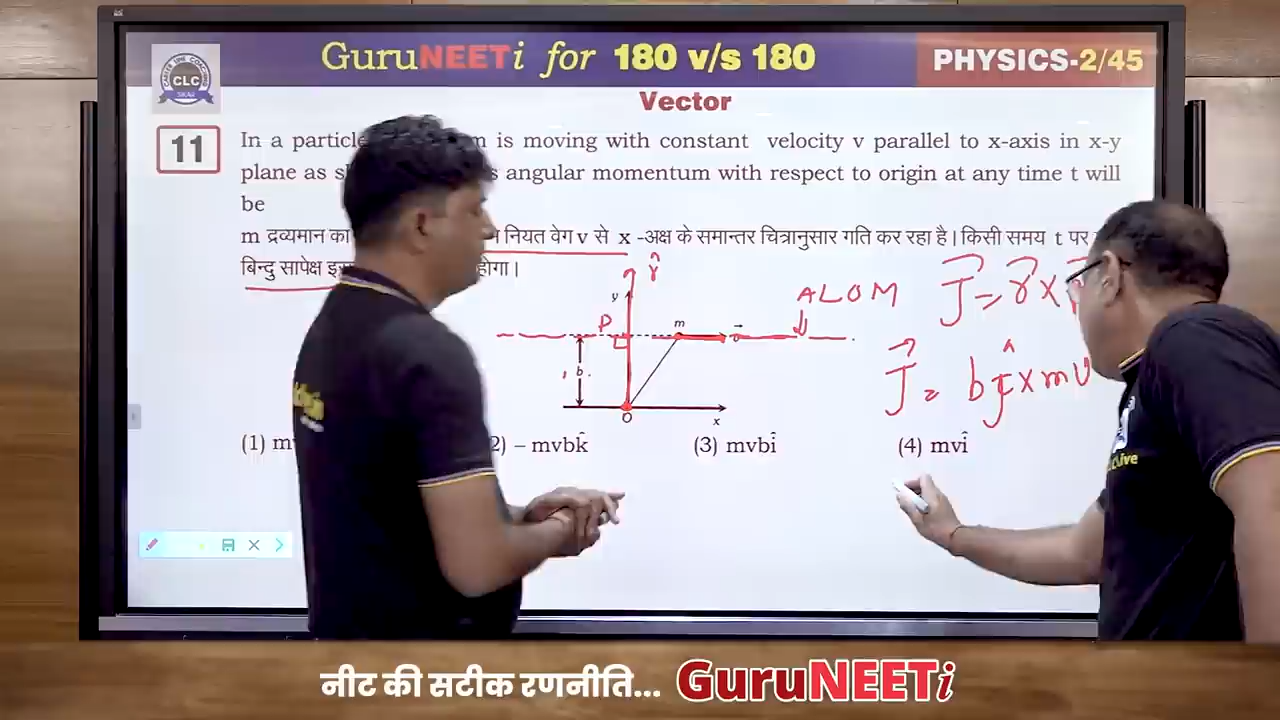 GuruNEETi for 180 v/s 180
PHYSICS-2/45
CLC
SIKAR
Vector
11
In a particle m is moving with constant velocity v parallel to x-axis in x-y
plane as angular momentum with respect to origin at any time t will
be
m द्रव्यमान का नियत वेग v से x -अक्ष के समान्तर चित्रानुसार गति कर रहा है। किसी समय t पर
बिन्दु सापेक्ष होगा।
y
ŷ
P
m
ALOM
b
O
x
J = r x
J = b ĵ x m v
(1)
2) – mvbk̂
(3) mvbî
(4) mvî
नीट की सटीक रणनीति... GuruNEETi